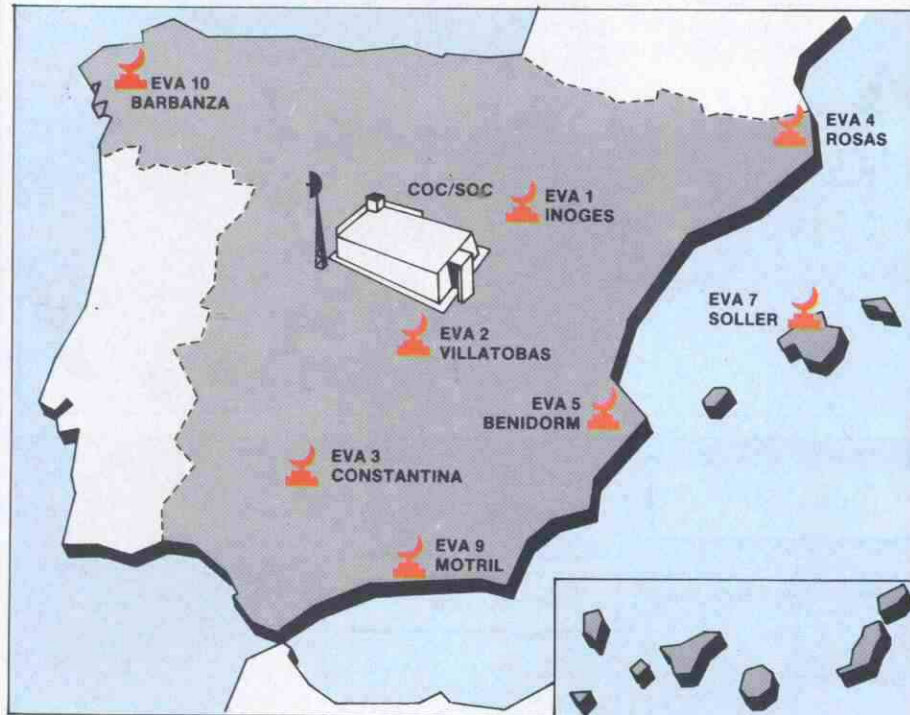 EVA 10
BARBANZA
EVA 4
ROSAS
COC/SOC
EVA 1
INOGES
EVA 7
SOLLER
EVA 2
VILLATOBAS
EVA 5
BENIDORM
EVA 3
CONSTANTINA
EVA 9
MOTRIL